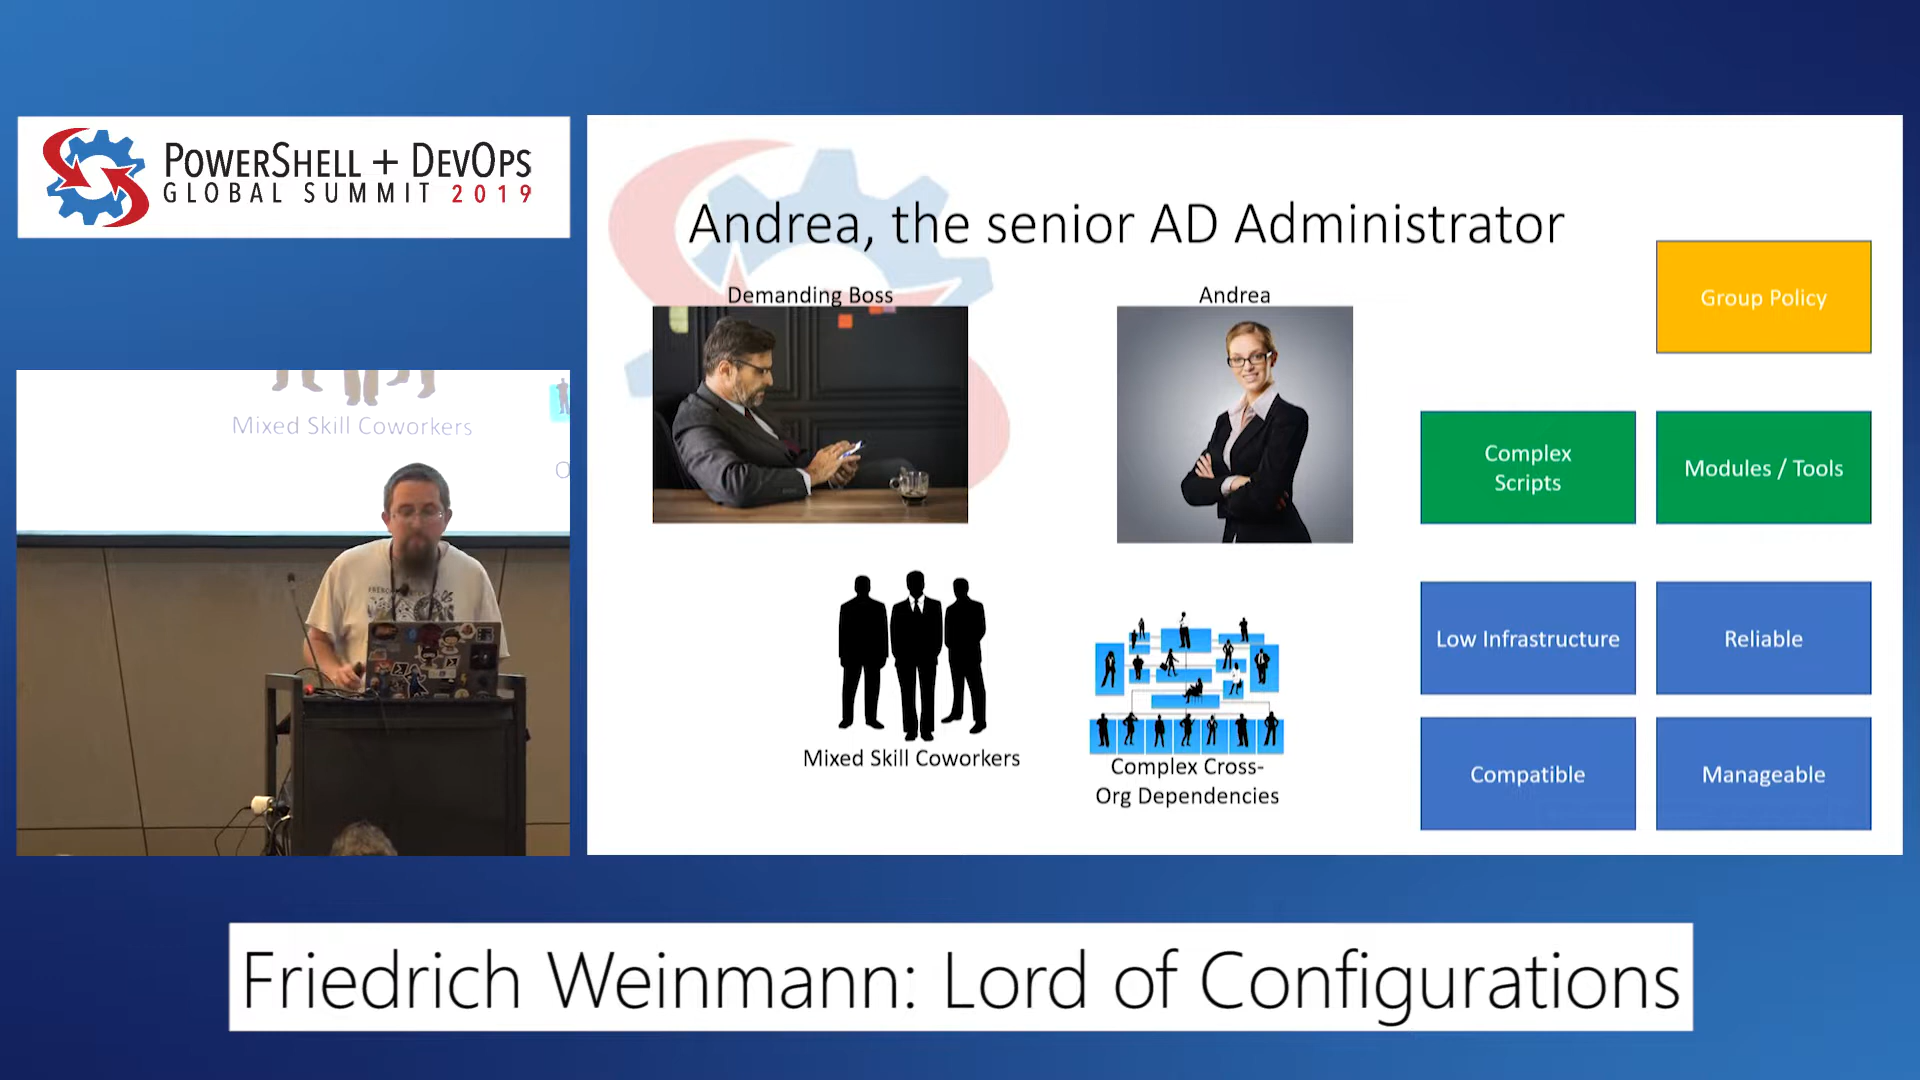 POWERSHELL + DEVOPS
GLOBAL SUMMIT 2019
Mixed Skill Coworkers
Andrea, the senior AD Administrator
Demanding Boss
Andrea
Group Policy
Complex
Scripts
Modules / Tools
Mixed Skill Coworkers
Complex Cross-
Org Dependencies
Low Infrastructure
Reliable
Compatible
Manageable
Friedrich Weinmann: Lord of Configurations